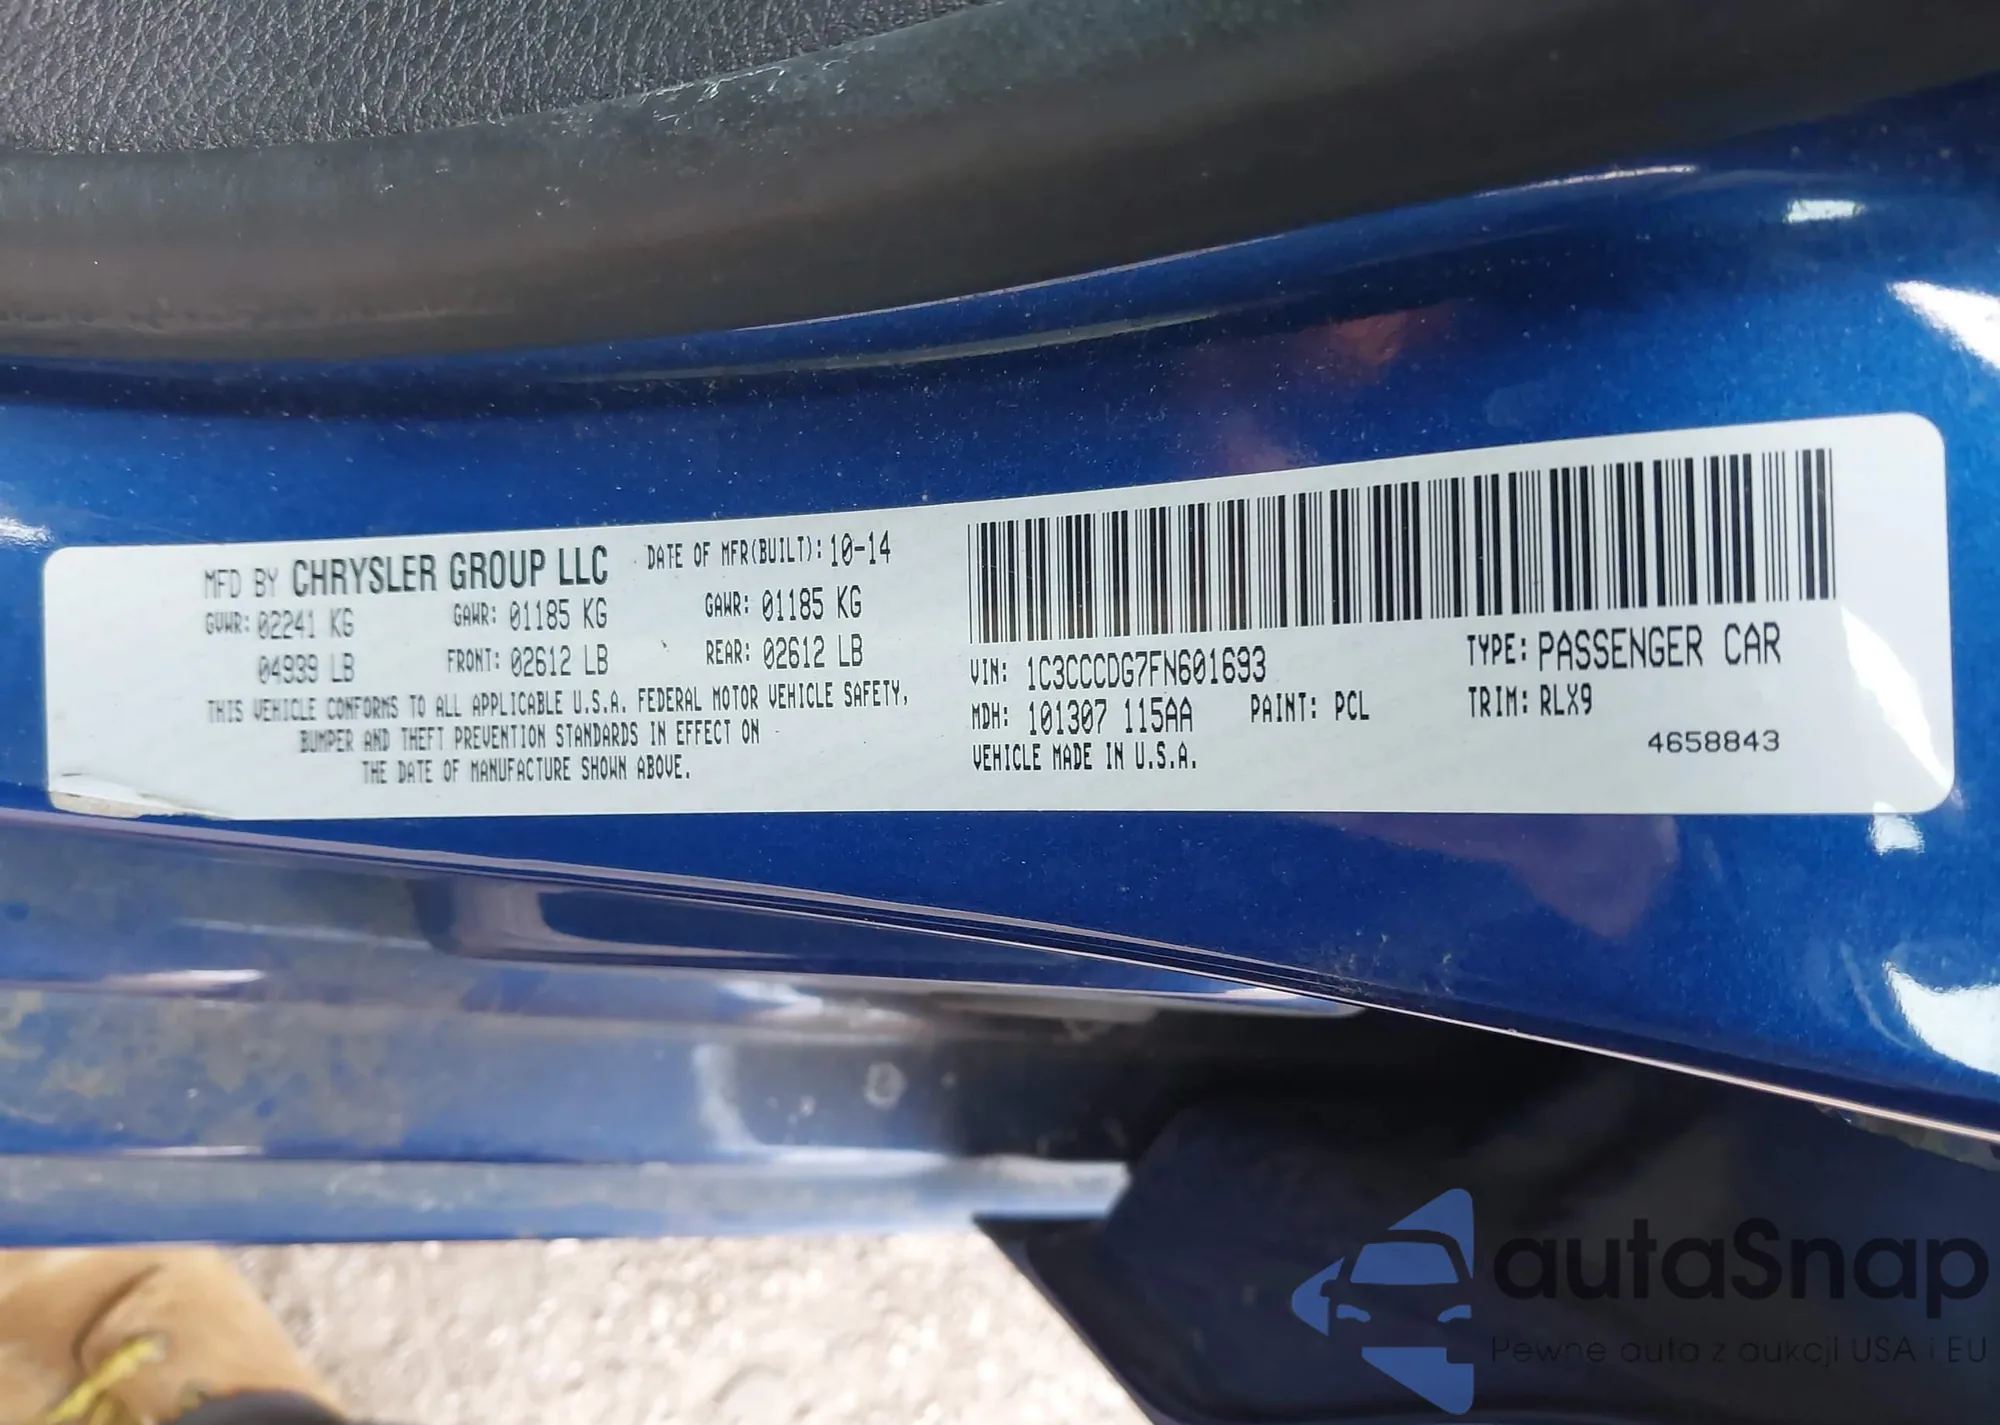 MFD BY CHRYSLER GROUP LLC DATE OF MFR(BUILT): 10-14
GVWR: 02241 KG GAWR: 01185 KG GAWR: 01185 KG
04939 LB FRONT: 02612 LB REAR: 02612 LB
THIS VEHICLE CONFORMS TO ALL APPLICABLE U.S.A. FEDERAL MOTOR VEHICLE SAFETY,
BUMPER AND THEFT PREVENTION STANDARDS IN EFFECT ON
THE DATE OF MANUFACTURE SHOWN ABOVE.
VIN: 1C3CCCDG7FN601693 TYPE: PASSENGER CAR
MDH: 101307 115AA PAINT: PCL TRIM: RLX9
VEHICLE MADE IN U.S.A. 4658843
autaSnap
Pewne auta z aukcji USA i EU